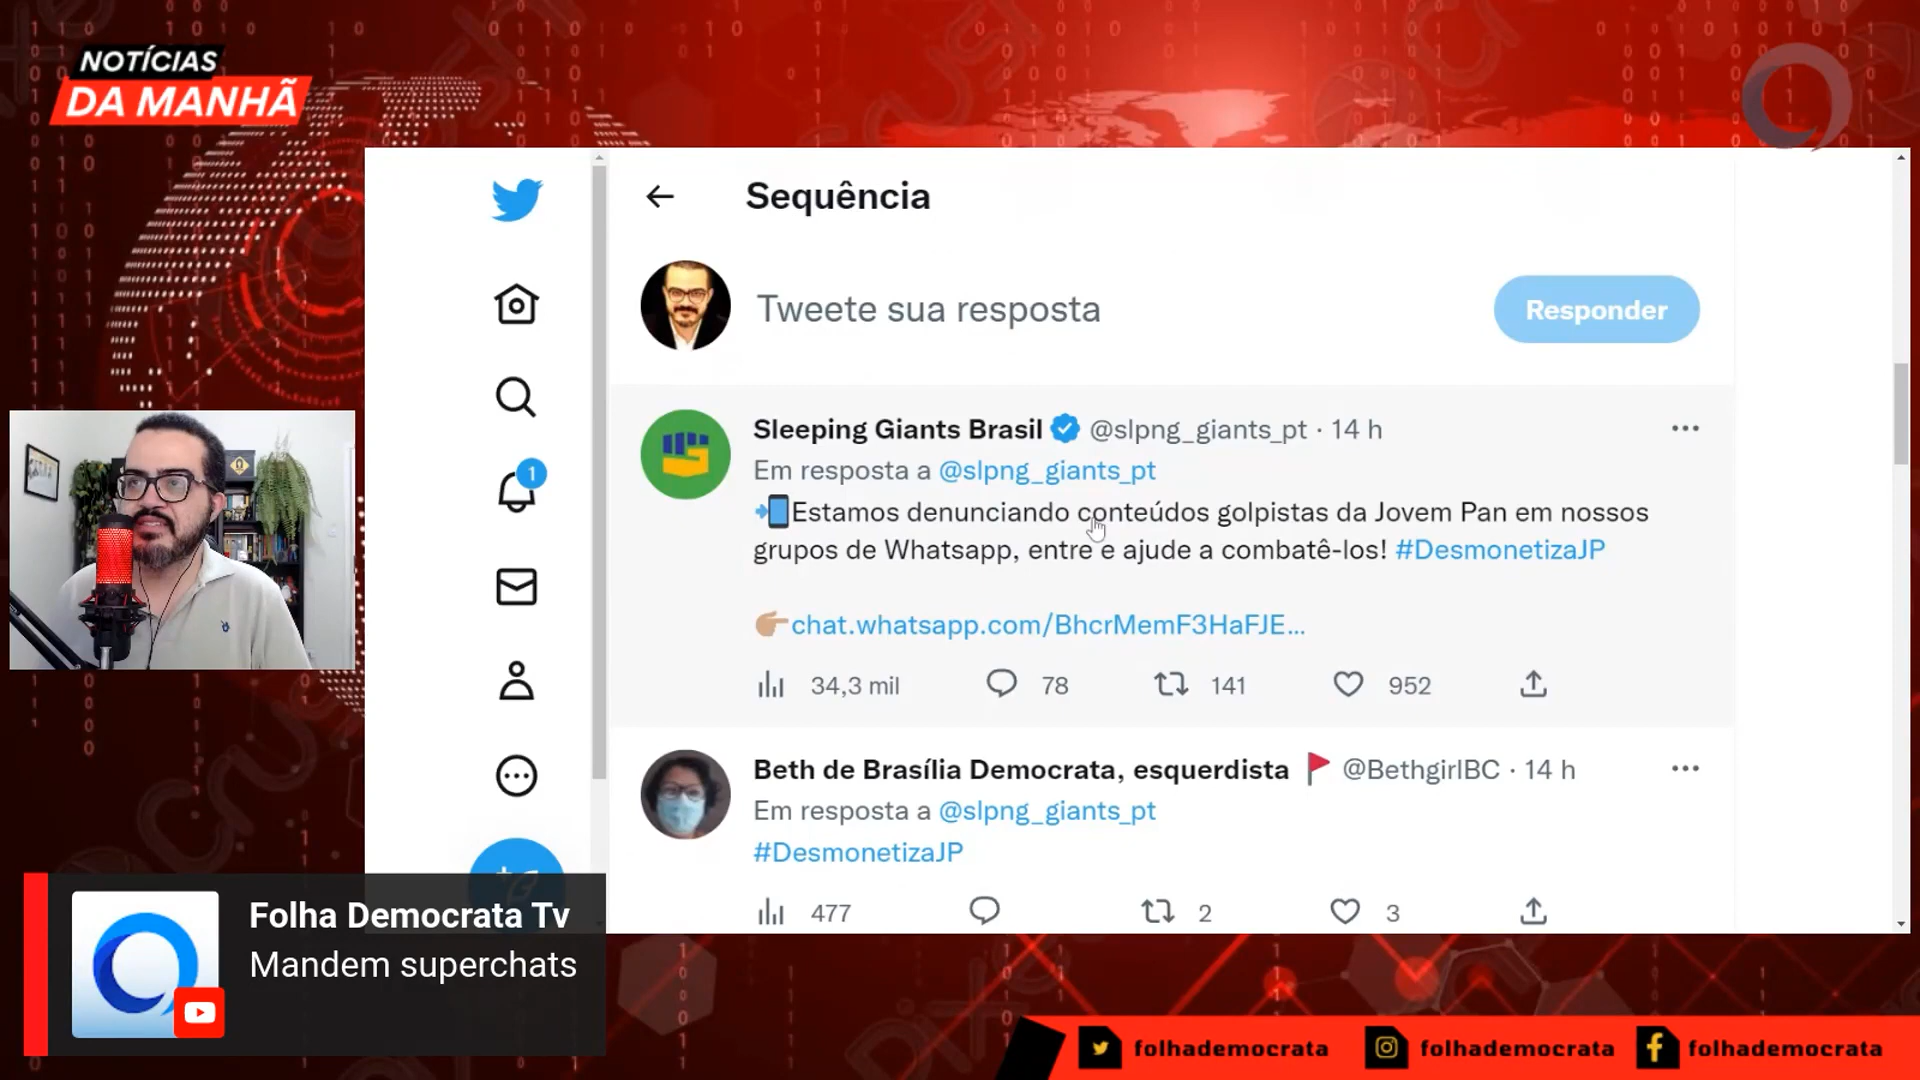 NOTÍCIAS
DA MANHÃ
Sequência
Tweete sua resposta
Responder
Sleeping Giants Brasil @slpng_giants_pt · 14 h
Em resposta a @slpng_giants_pt
Estamos denunciando conteúdos golpistas da Jovem Pan em nossos
grupos de Whatsapp, entre e ajude a combatê-los! #DesmonetizaJP
chat.whatsapp.com/BhcrMemF3HaFJE...
34,3 mil 78 141 952
1
Beth de Brasília Democrata, esquerdista @BethgirlBC · 14 h
Em resposta a @slpng_giants_pt
#DesmonetizaJP
477 2 3
Folha Democrata Tv
Mandem superchats
folhademocrata folhademocrata folhademocrata